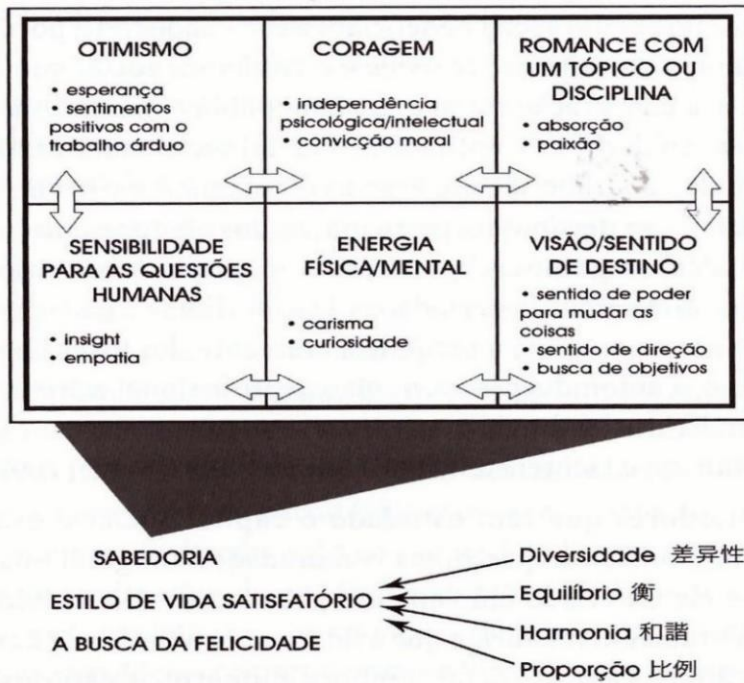 OTIMISMO
• esperança
• sentimentos
positivos com o
trabalho árduo
CORAGEM
• independência
psicológica/intelectual
• convicção moral
ROMANCE COM
UM TÓPICO OU
DISCIPLINA
• absorção
• paixão
SENSIBILIDADE
PARA AS QUESTÕES
HUMANAS
• insight
• empatia
ENERGIA
FÍSICA/MENTAL
• carisma
• curiosidade
VISÃO/SENTIDO
DE DESTINO
• sentido de poder
para mudar as
coisas
• sentido de direção
• busca de objetivos
SABEDORIA
ESTILO DE VIDA SATISFATÓRIO
A BUSCA DA FELICIDADE
Diversidade 差异性
Equilíbrio 衡
Harmonia 和諧
Proporção 比例